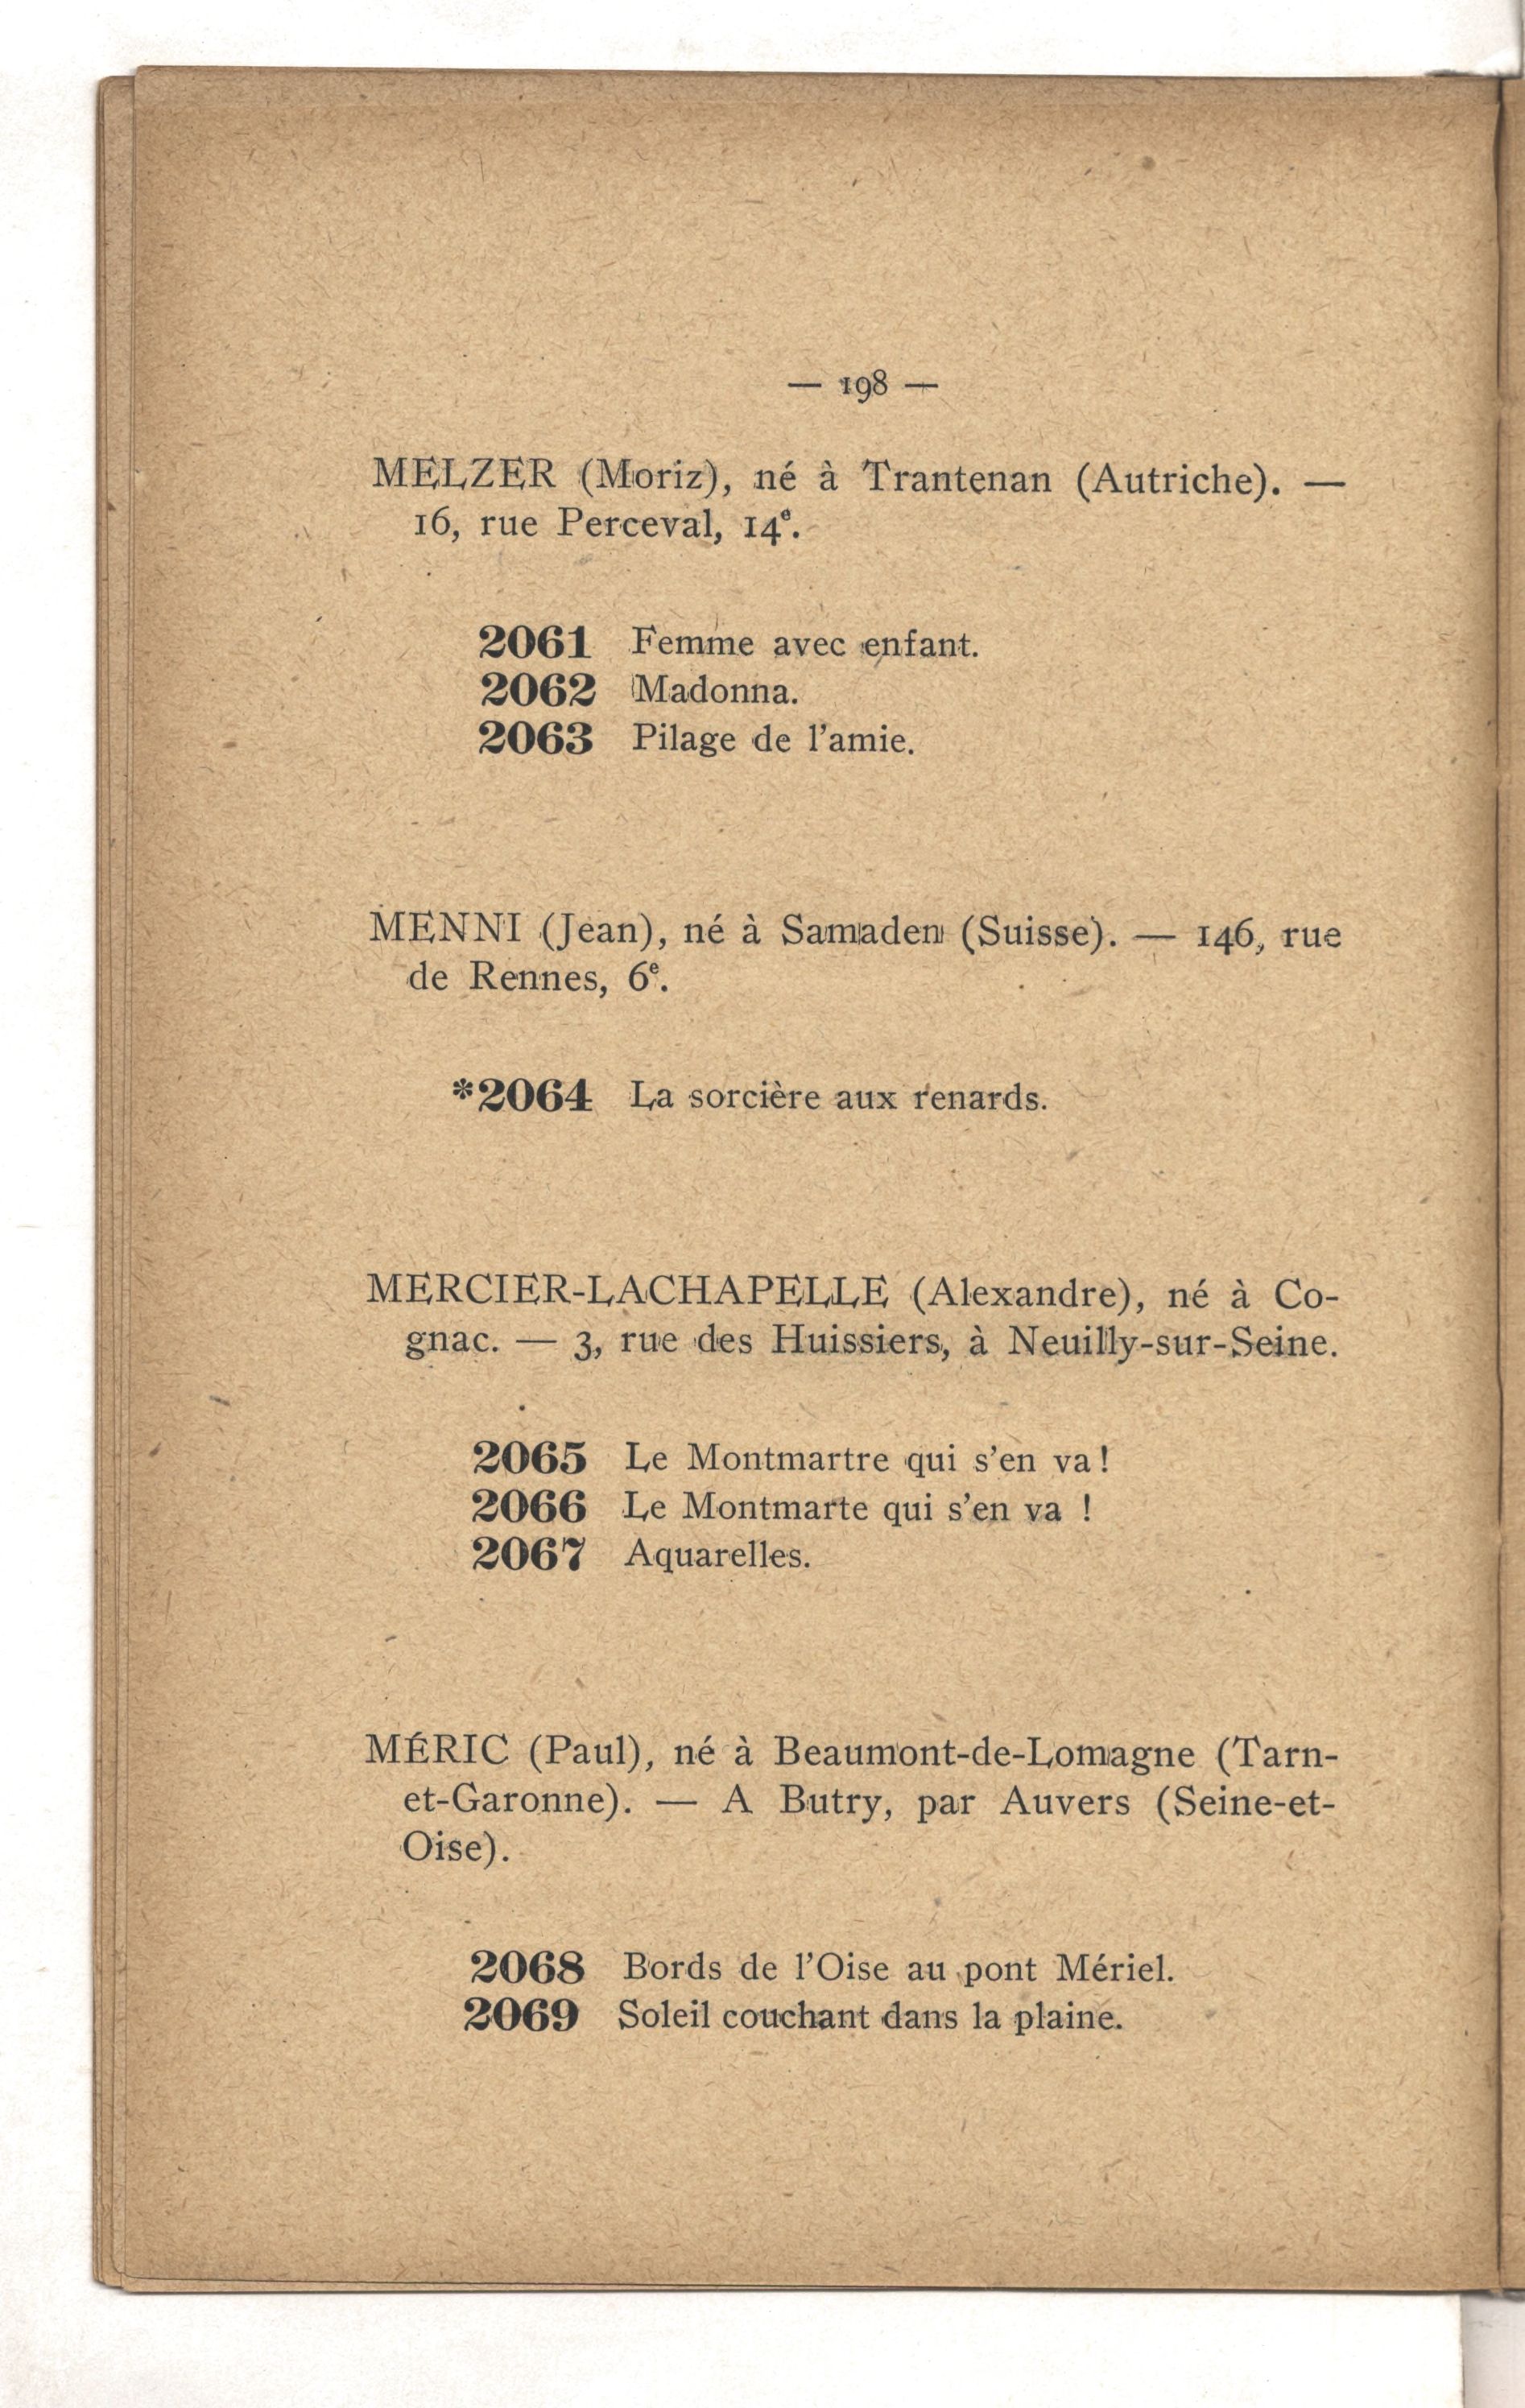 — 198 —
MELZER (Moriz), né à Trantenan (Autriche). —
16, rue Perceval, 14e.
2061 Femme avec enfant.
2062 Madonna.
2063 Pilage de l'amie.
MENNI (Jean), né à Samaden (Suisse). — 146, rue
de Rennes, 6e.
*2064 La sorcière aux renards.
MERCIER-LACHAPELLE (Alexandre), né à Co-
gnac. — 3, rue des Huissiers, à Neuilly-sur-Seine.
2065 Le Montmartre qui s'en va!
2066 Le Montmarte qui s'en va !
2067 Aquarelles.
MÉRIC (Paul), né à Beaumont-de-Lomagne (Tarn-
et-Garonne). — A Butry, par Auvers (Seine-et-
Oise).
2068 Bords de l'Oise au pont Mériel.
2069 Soleil couchant dans la plaine.